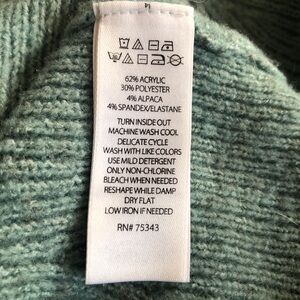 62% ACRYLIC
30% POLYESTER
4% ALPACA
4% SPANDEX/ELASTANE
TURN INSIDE OUT
MACHINE WASH COOL
DELICATE CYCLE
WASH WITH LIKE COLORS
USE MILD DETERGENT
ONLY NON-CHLORINE
BLEACH WHEN NEEDED
RESHAPE WHILE DAMP
DRY FLAT
LOW IRON IF NEEDED
RN# 75343